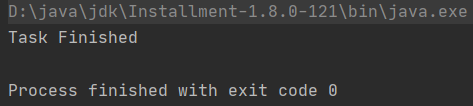 D:\java\jdk\Installment-1.8.0-121\bin\java.exe
Task Finished
Process finished with exit code 0